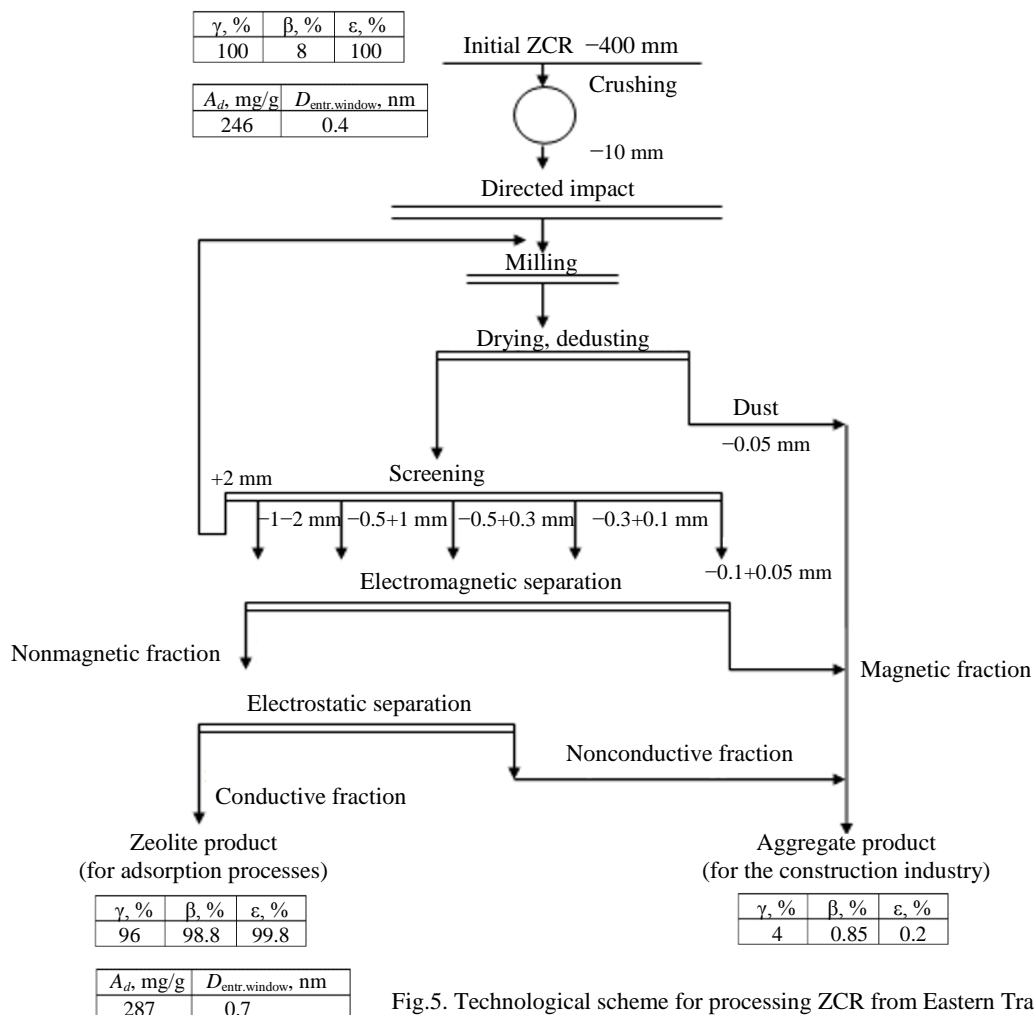 γ, % β, % ε, %
100 8 100
A_d, mg/g D_entr.window, nm
246 0.4
Initial ZCR −400 mm
Crushing
−10 mm
Directed impact
Milling
Drying, dedusting
Dust
−0.05 mm
+2 mm
Screening
−1−2 mm −0.5+1 mm −0.5+0.3 mm −0.3+0.1 mm
−0.1+0.05 mm
Electromagnetic separation
Nonmagnetic fraction
Magnetic fraction
Electrostatic separation
Nonconductive fraction
Conductive fraction
Zeolite product
(for adsorption processes)
Aggregate product
(for the construction industry)
γ, % β, % ε, %
96 98.8 99.8
γ, % β, % ε, %
4 0.85 0.2
A_d, mg/g D_entr.window, nm
287 0.7
Fig.5. Technological scheme for processing ZCR from Eastern Tra